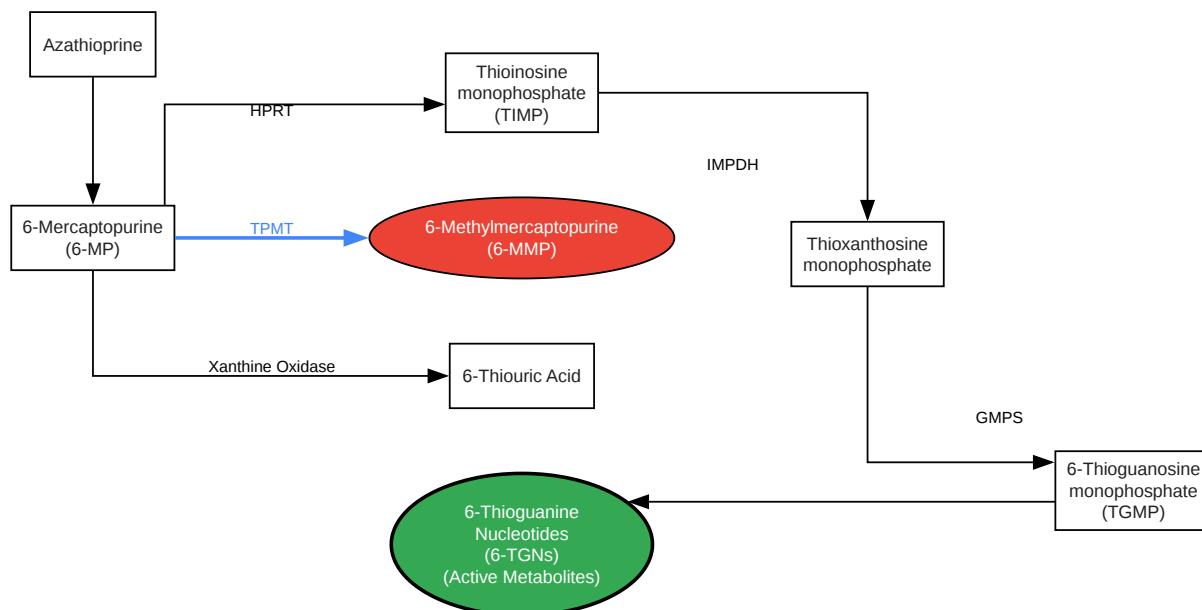 Azathioprine
Thioinosine
monophosphate
(TIMP)
HPRT
IMPDH
6-Mercaptopurine
(6-MP)
TPMT
6-Methylmercaptopurine
(6-MMP)
Thioxanthosine
monophosphate
Xanthine Oxidase
6-Thiouric Acid
GMPS
6-Thioguanosine
monophosphate
(TGMP)
6-Thioguanine
Nucleotides
(6-TGNs)
(Active Metabolites)